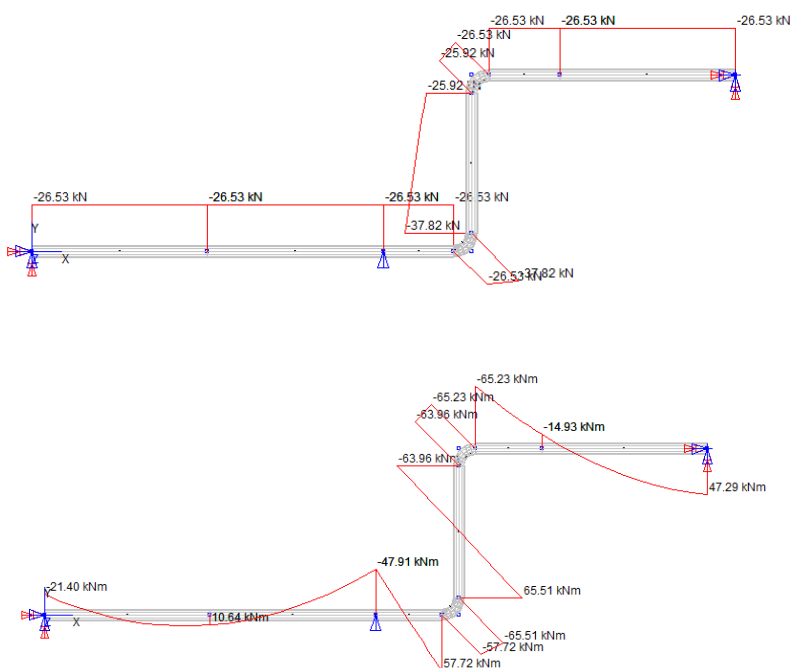 -26.53 kN
-26.53 kN
-26.53 kN
-26.53 kN
-25.92 kN
-25.92
-26.53 kN
-26.53 kN
-26.53 kN
-26.53 kN
Y
X
-37.82 kN
-26.53 kN
-37.82 kN
-65.23 kNm
-65.23 kNm
-63.96 kNm
-14.93 kNm
-63.96 kNm
47.29 kNm
-47.91 kNm
-21.40 kNm
Y
65.51 kNm
10.64 kNm
X
-65.51 kNm
-57.72 kNm
57.72 kNm